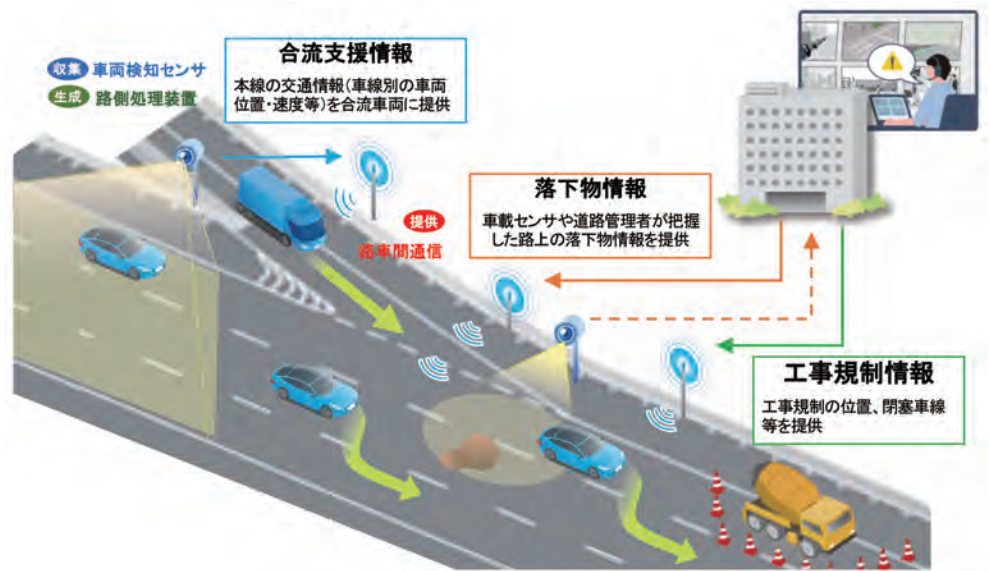 収集 車両検知センサ
生成 路側処理装置
合流支援情報
本線の交通情報(車線別の車両
位置・速度等)を合流車両に提供
提供
路車間通信
落下物情報
車載センサや道路管理者が把握
した路上の落下物情報を提供
工事規制情報
工事規制の位置、閉塞車線
等を提供